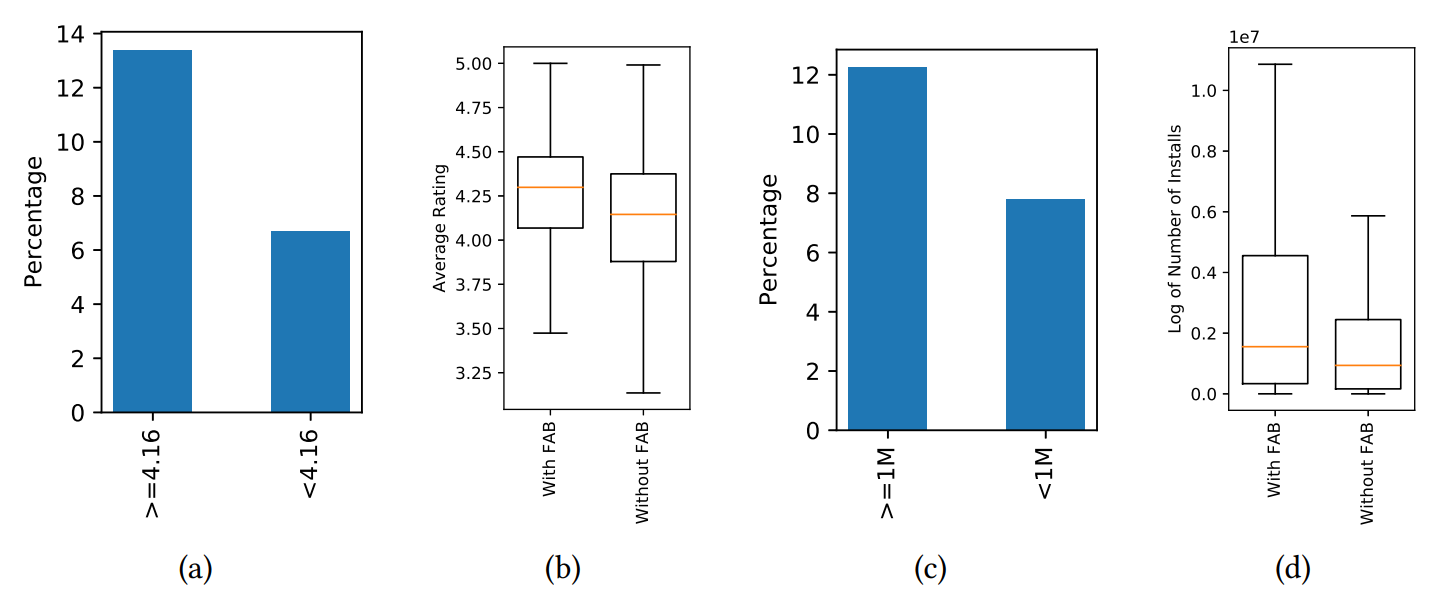 Percentage
14
12
10
8
6
4
2
0
>=4.16
<4.16
(a)
Average Rating
5.00
4.75
4.50
4.25
4.00
3.75
3.50
3.25
With FAB
Without FAB
(b)
Percentage
12
10
8
6
4
2
0
>=1M
<1M
(c)
1e7
Log of Number of Installs
1.0
0.8
0.6
0.4
0.2
0.0
With FAB
Without FAB
(d)